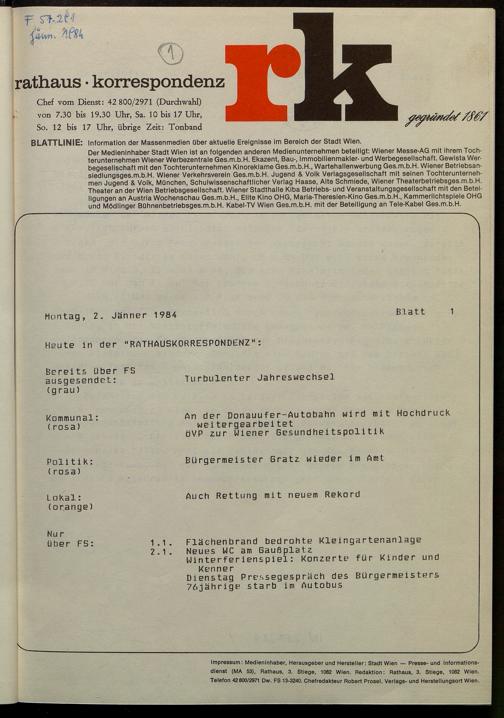 F 57.291
Jänn. 1984
1
rk
rathaus · korrespondenz
gegründet 1861
Chef vom Dienst: 42 800/2971 (Durchwahl)
von 7.30 bis 19.30 Uhr, Sa. 10 bis 17 Uhr,
So. 12 bis 17 Uhr, übrige Zeit: Tonband
BLATTLINIE: Information der Massenmedien über aktuelle Ereignisse im Bereich der Stadt Wien.
Der Medieninhaber Stadt Wien ist an folgenden anderen Medienunternehmen beteiligt: Wiener Messe-AG mit ihrem Toch-
terunternehmen Wiener Werbezentrale Ges.m.b.H. Ekazent, Bau-, Immobilienmakler- und Werbegesellschaft. Gewista Wer-
begesellschaft mit den Tochterunternehmen Kinoreklame Ges.m.b.H., Wartehallenwerbung Ges.m.b.H. Wiener Betriebsan-
siedlungsges.m.b.H. Wiener Verkehrsverein Ges.m.b.H. Jugend & Volk Verlagsgesellschaft mit seinen Tochterunterneh-
men Jugend & Volk, München, Schulwissenschaftlicher Verlag Haase, Alte Schmiede, Wiener Theaterbetriebsges.m.b.H.
Theater an der Wien Betriebsgesellschaft. Wiener Stadthalle Kiba Betriebs- und Veranstaltungsgesellschaft mit den Betei-
ligungen an Austria Wochenschau Ges.m.b.H., Elite Kino OHG, Maria-Theresien-Kino Ges.m.b.H., Kammerlichtspiele OHG
und Mödlinger Bühnenbetriebsges.m.b.H. Kabel-TV Wien Ges.m.b.H. mit der Beteiligung an Tele-Kabel Ges.m.b.H.
Montag, 2. Jänner 1984 Blatt 1
Heute in der "RATHAUSKORRESPONDENZ":
Bereits über FS
ausgesendet: Turbulenter Jahreswechsel
(grau)
Kommunal: An der Donauufer-Autobahn wird mit Hochdruck
(rosa) weitergearbeitet
ÖVP zur Wiener Gesundheitspolitik
Politik: Bürgermeister Gratz wieder im Amt
(rosa)
Lokal: Auch Rettung mit neuem Rekord
(orange)
Nur
über FS: 1.1. Flächenbrand bedrohte Kleingartenanlage
2.1. Neues WC am Gaußplatz
Winterferienspiel: Konzerte für Kinder und
Kenner
Dienstag Pressegespräch des Bürgermeisters
76jährige starb im Autobus
Impressum: Medieninhaber, Herausgeber und Hersteller: Stadt Wien — Presse- und Informations-
dienst (MA 53), Rathaus, 3. Stiege, 1082 Wien. Redaktion: Rathaus, 3. Stiege, 1082 Wien.
Telefon 42 800/2971 Dw. FS 13-3240. Chefredakteur Robert Prosel. Verlags- und Herstellungsort Wien.